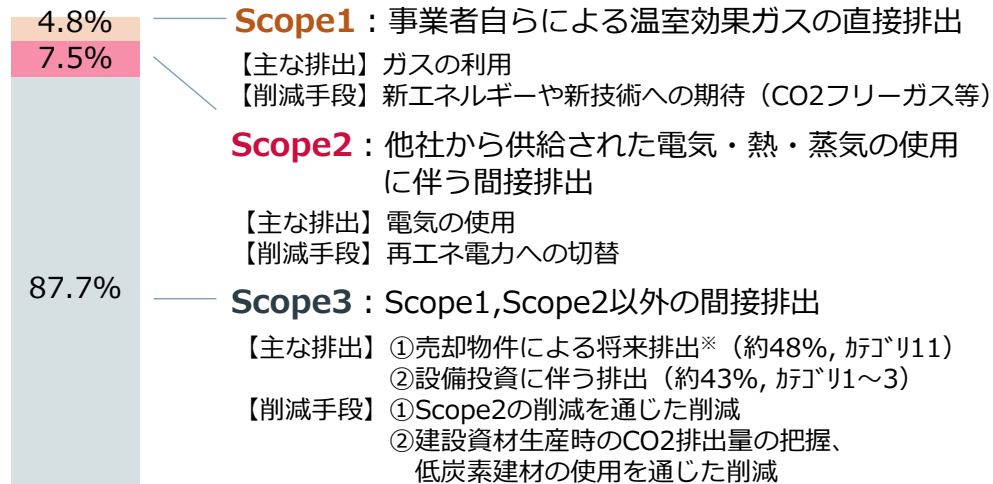 4.8%
7.5%
87.7%
Scope1：事業者自らによる温室効果ガスの直接排出
【主な排出】ガスの利用
【削減手段】新エネルギーや新技術への期待（CO2フリーガス等）
Scope2：他社から供給された電気・熱・蒸気の使用
に伴う間接排出
【主な排出】電気の使用
【削減手段】再エネ電力への切替
Scope3：Scope1,Scope2以外の間接排出
【主な排出】①売却物件による将来排出※（約48%, ｶﾃｺﾞﾘ11）
②設備投資に伴う排出（約43%, ｶﾃｺﾞﾘ1～3）
【削減手段】①Scope2の削減を通じた削減
②建設資材生産時のCO2排出量の把握、
低炭素建材の使用を通じた削減